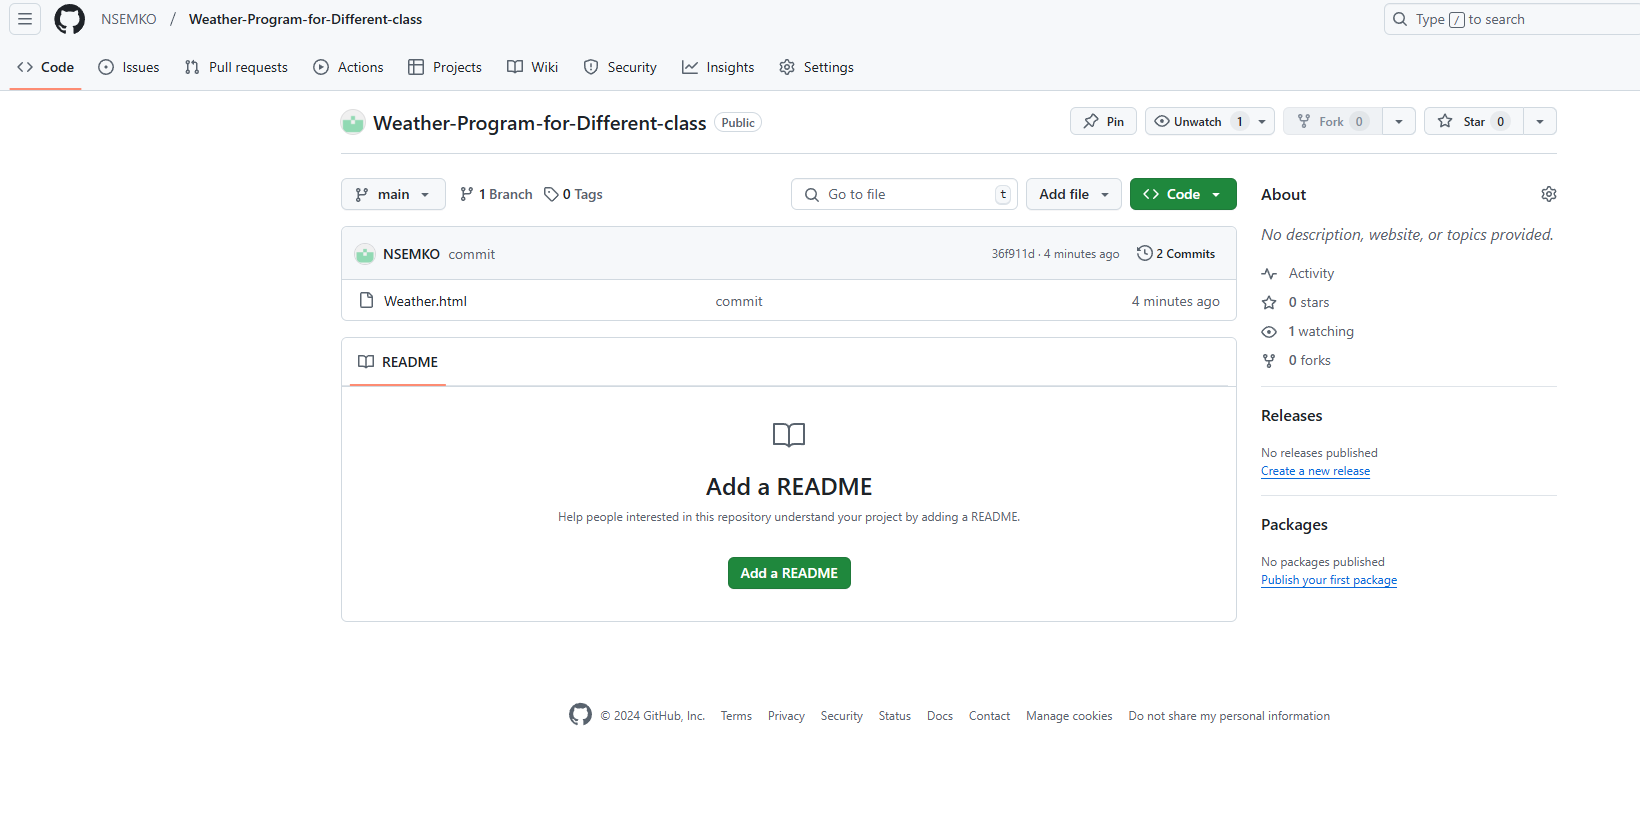 NSEMKO / Weather-Program-for-Different-class
Type / to search
Code Issues Pull requests Actions Projects Wiki Security Insights Settings
Weather-Program-for-Different-class Public
Pin Unwatch 1 Fork 0 Star 0
main 1 Branch 0 Tags Go to file t Add file Code
NSEMKO commit 36f911d · 4 minutes ago 2 Commits
Weather.html commit 4 minutes ago
README
Add a README
Help people interested in this repository understand your project by adding a README.
Add a README
About
No description, website, or topics provided.
Activity
0 stars
1 watching
0 forks
Releases
No releases published
Create a new release
Packages
No packages published
Publish your first package
© 2024 GitHub, Inc. Terms Privacy Security Status Docs Contact Manage cookies Do not share my personal information